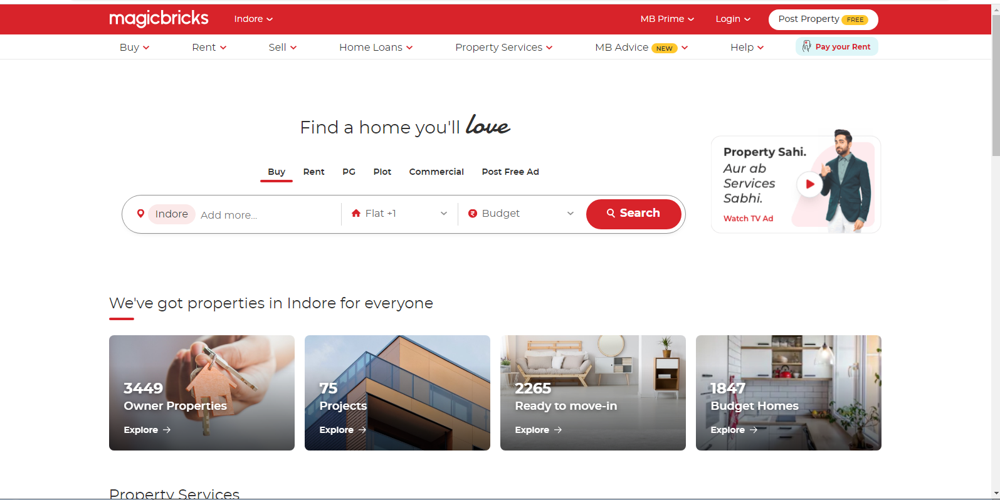 magicbricks
Indore
MB Prime
Login
Post Property FREE
Buy
Rent
Sell
Home Loans
Property Services
MB Advice NEW
Help
Pay your Rent
Find a home you'll love
Buy
Rent
PG
Plot
Commercial
Post Free Ad
Indore
Add more...
Flat +1
₹
Budget
Search
Property Sahi.
Aur ab
Services
Sabhi.
Watch TV Ad
We've got properties in Indore for everyone
3449
Owner Properties
Explore →
75
Projects
Explore →
2265
Ready to move-in
Explore →
1847
Budget Homes
Explore →
Property Services